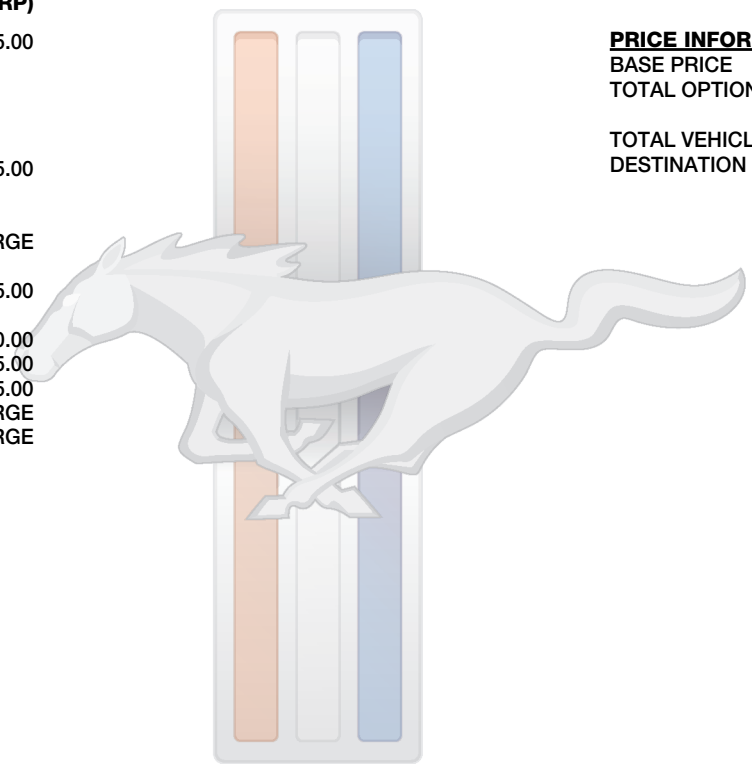 RP)
5.00
5.00
RGE
5.00
0.00
5.00
5.00
RGE
RGE
PRICE INFOR
BASE PRICE
TOTAL OPTION
TOTAL VEHICL
DESTINATION